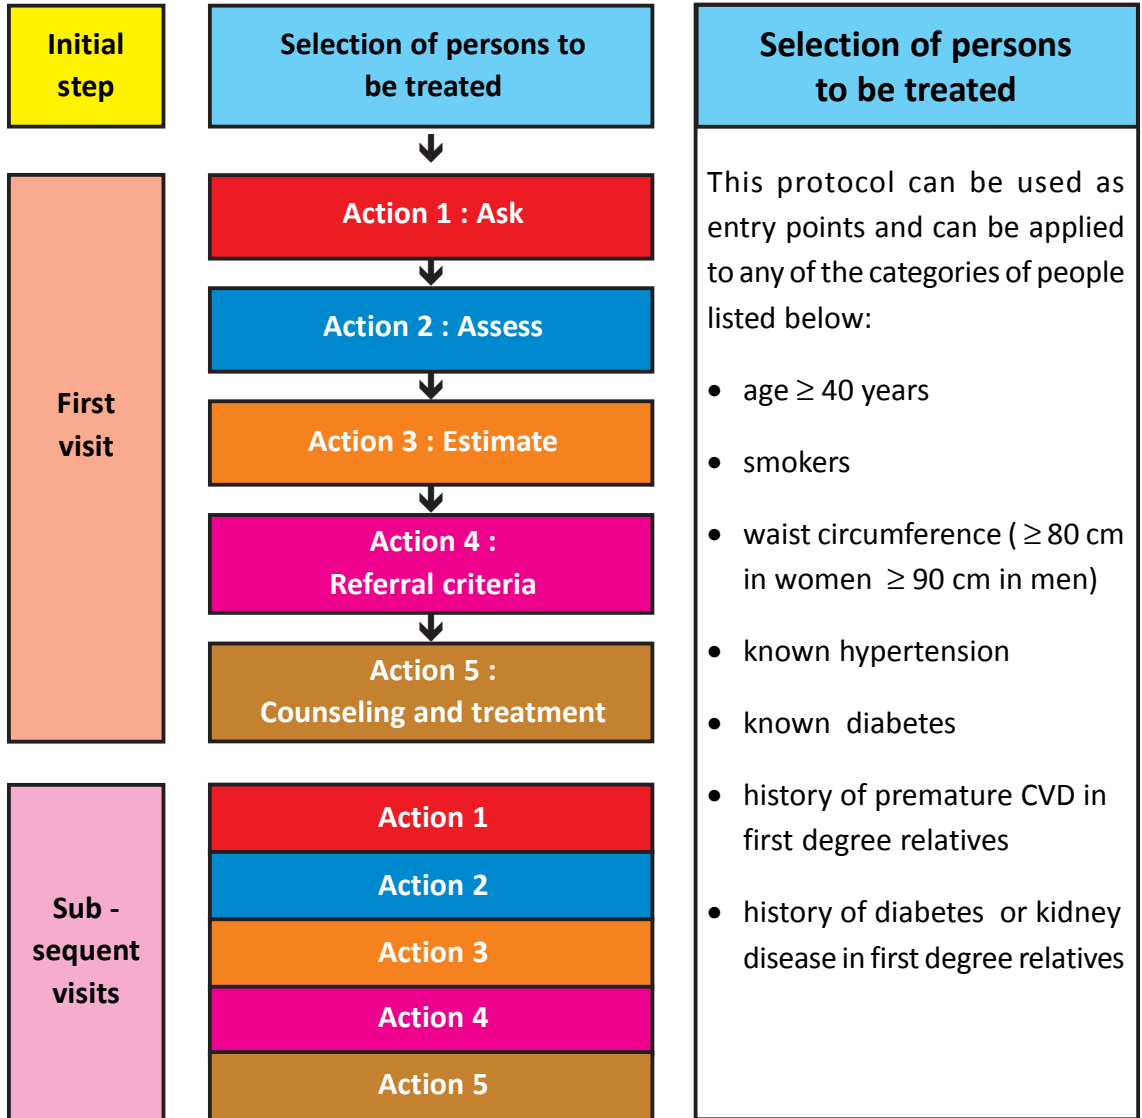 Initial
step
Selection of persons to
be treated
First
visit
Action 1 : Ask
Action 2 : Assess
Action 3 : Estimate
Action 4 :
Referral criteria
Action 5 :
Counseling and treatment
Sub -
sequent
visits
Action 1
Action 2
Action 3
Action 4
Action 5
Selection of persons
to be treated
This protocol can be used as
entry points and can be applied
to any of the categories of people
listed below:
• age ≥ 40 years
• smokers
• waist circumference ( ≥ 80 cm
in women ≥ 90 cm in men)
• known hypertension
• known diabetes
• history of premature CVD in
first degree relatives
• history of diabetes or kidney
disease in first degree relatives